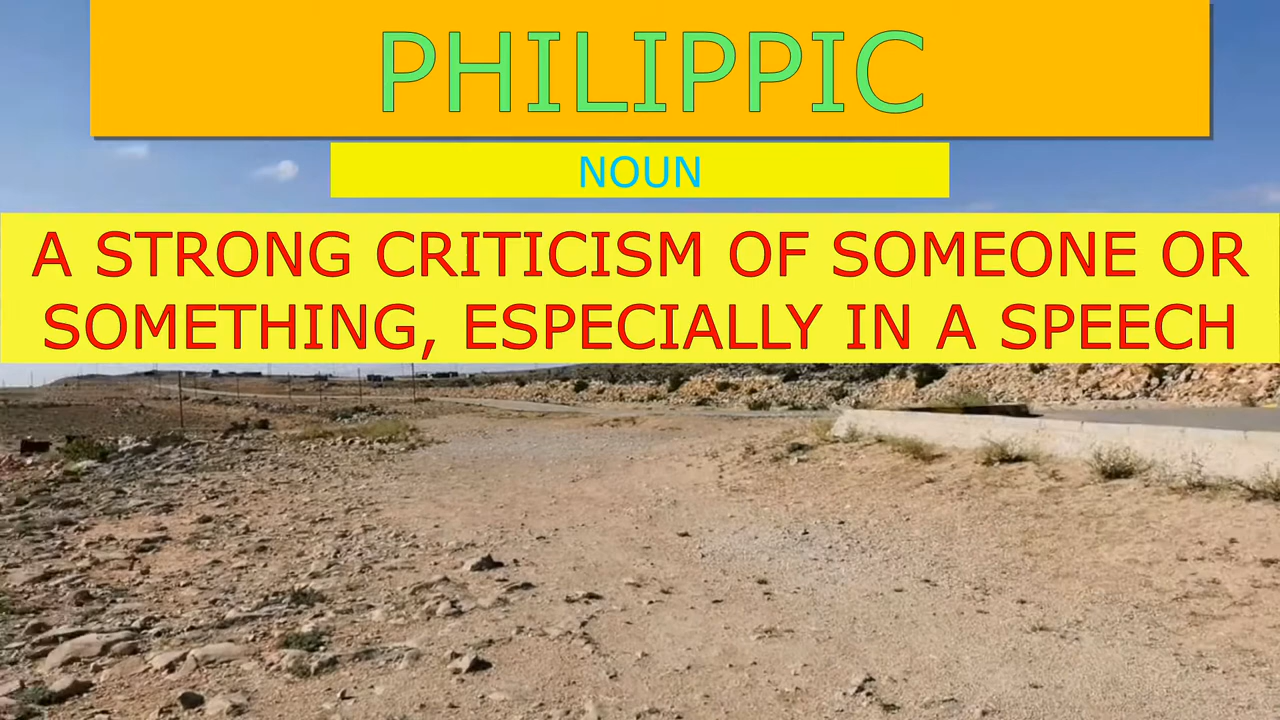 PHILIPPIC
NOUN
A STRONG CRITICISM OF SOMEONE OR
SOMETHING, ESPECIALLY IN A SPEECH